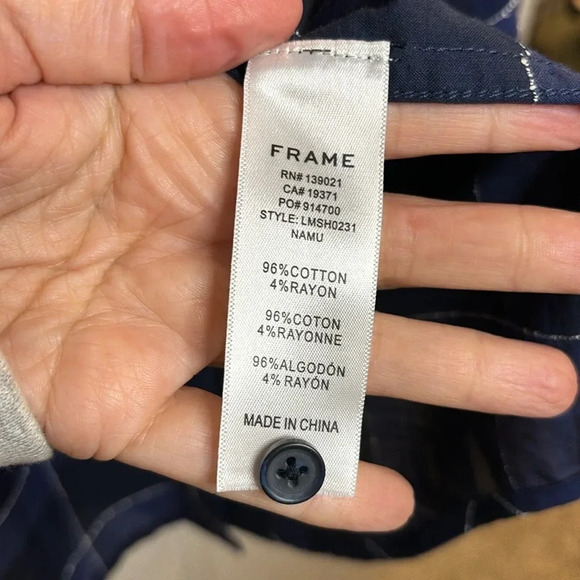 FRAME
RN# 139021
CA# 19371
PO# 914700
STYLE: LMSH0231
NAMU
96%COTTON
4%RAYON
96%COTON
4%RAYONNE
96%ALGODÓN
4% RAYÓN
MADE IN CHINA